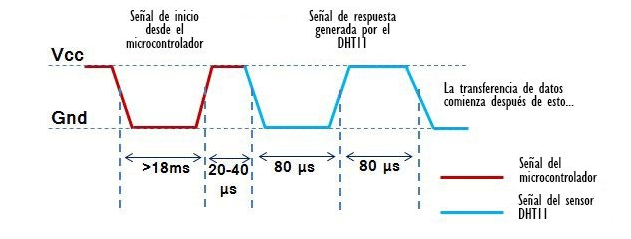 Señal de inicio
desde el
microcontrolador
Señal de respuesta
generada por el
DHT11
Vcc
Gnd
La transferencia de datos
comienza después de esto...
>18ms
20-40
µs
80 µs
80 µs
Señal del
microcontrolador
Señal del sensor
DHT11